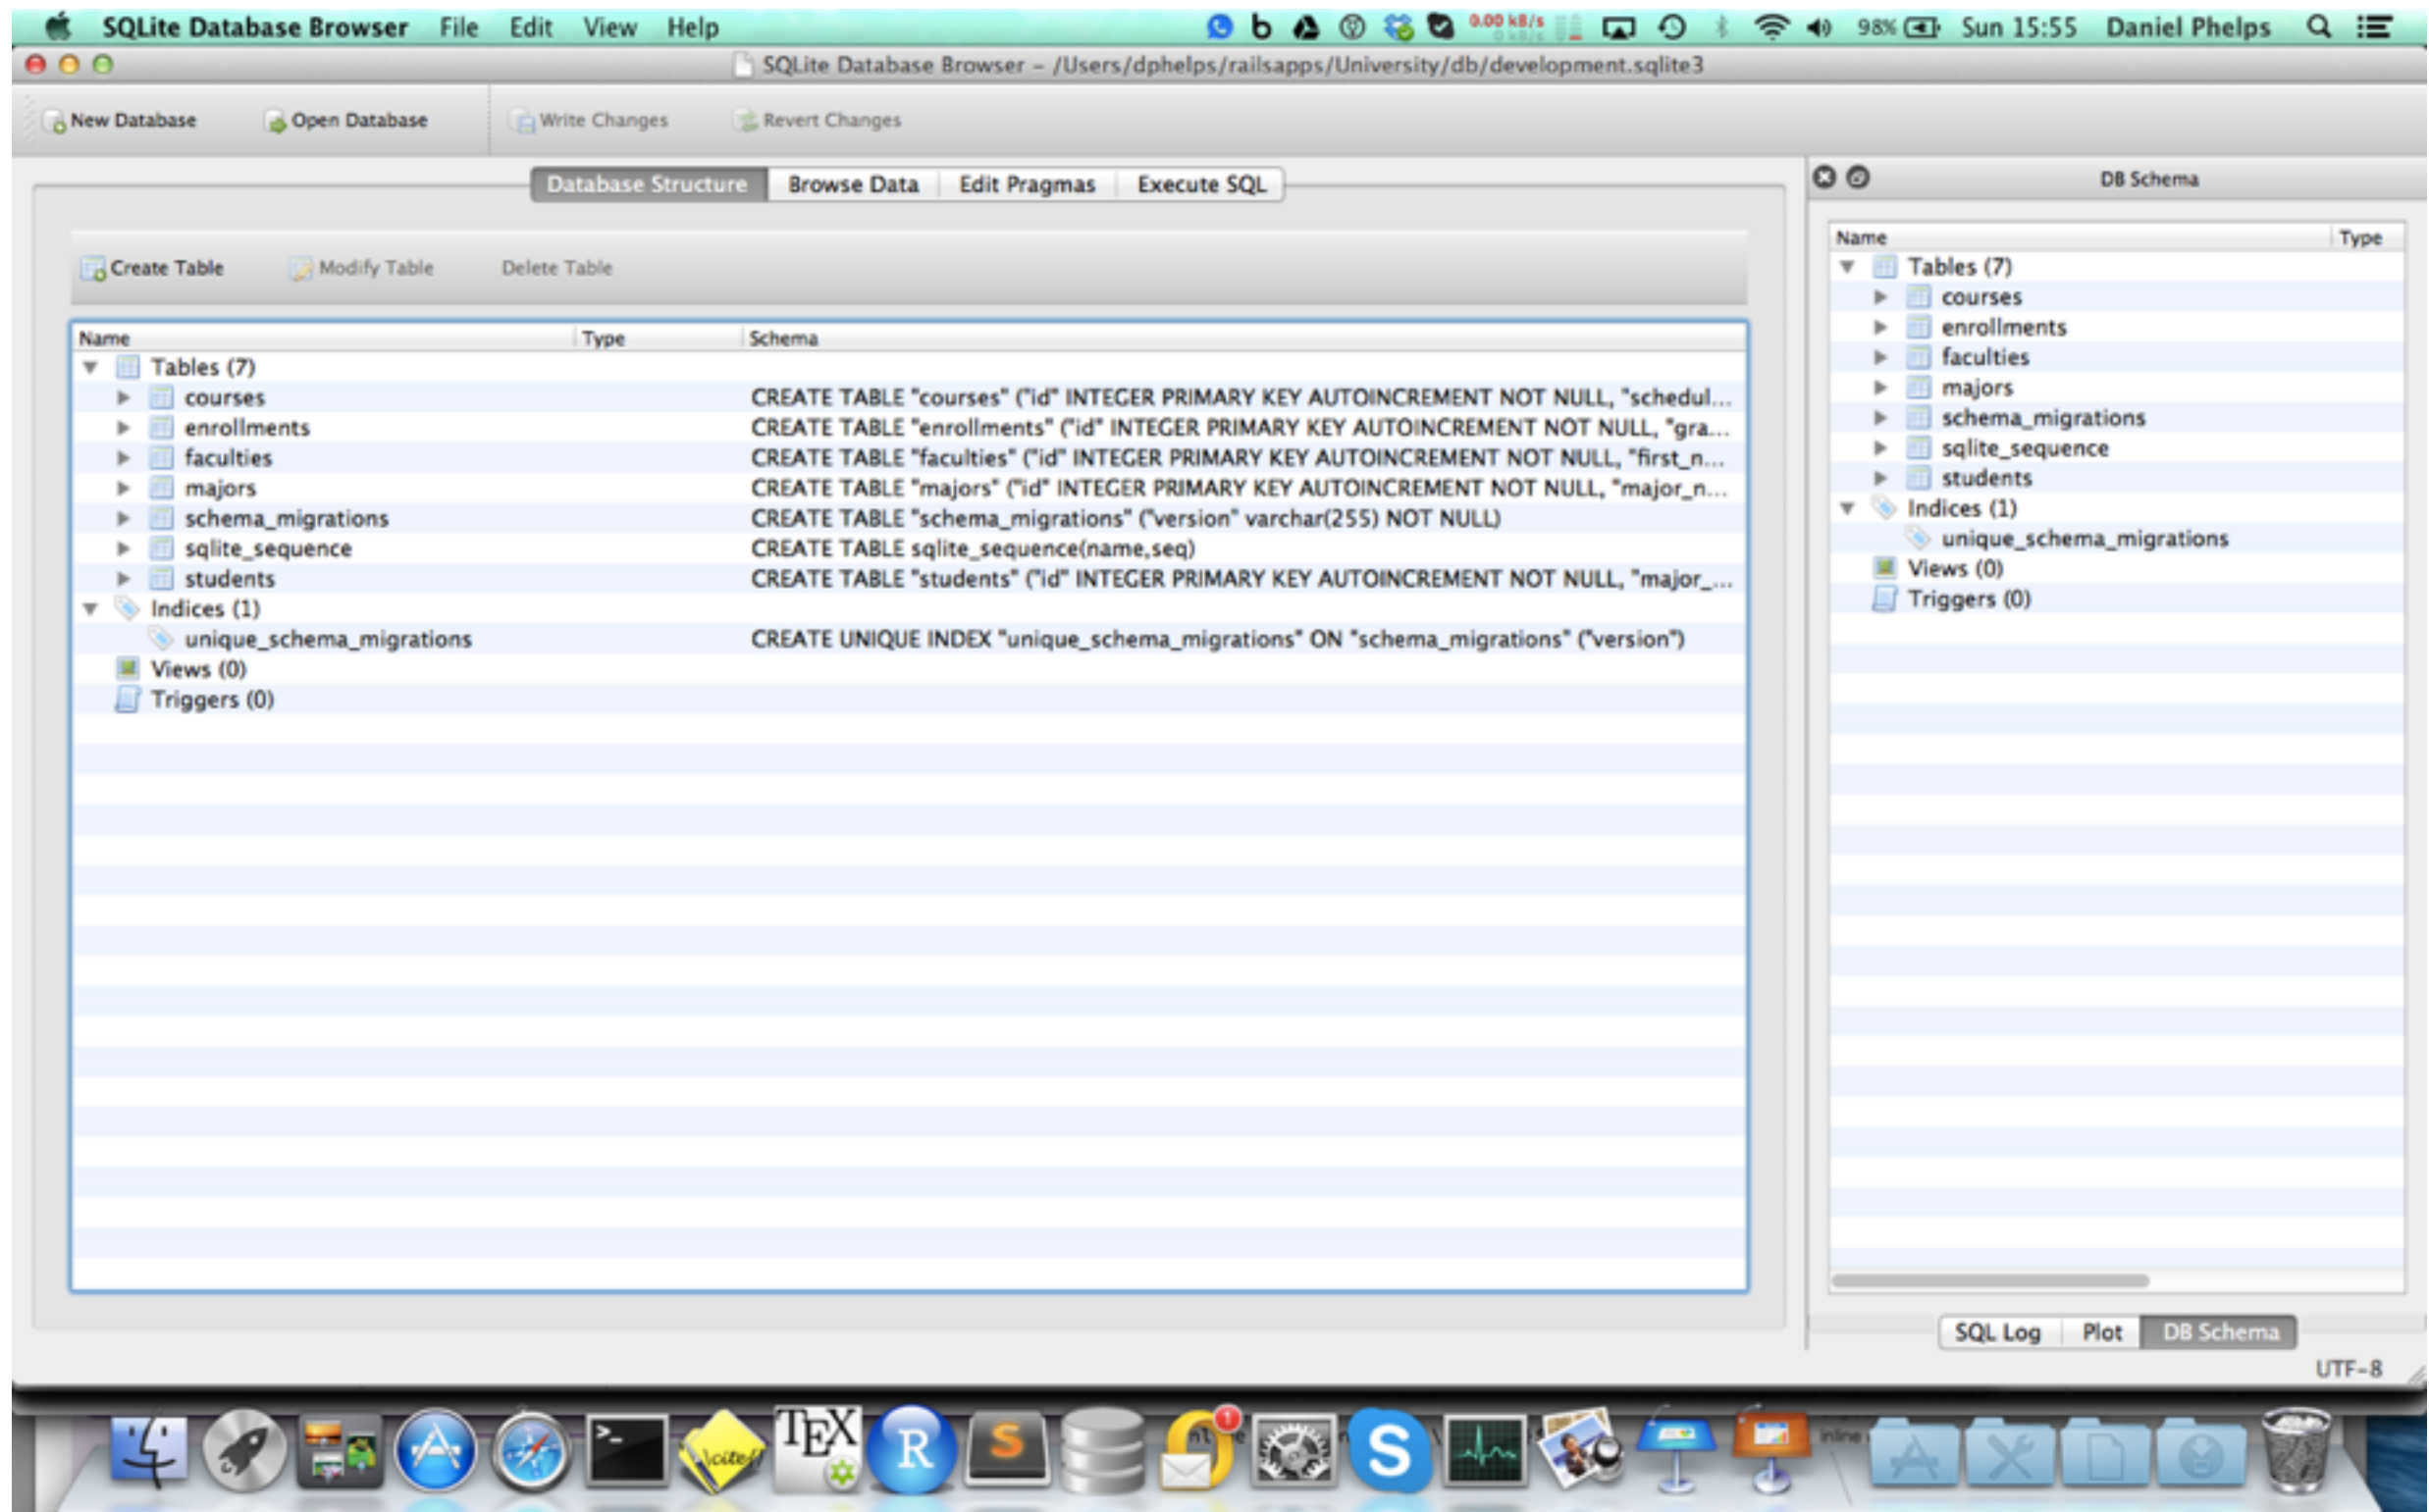 SQLite Database Browser File Edit View Help 0.00 kB/s 98% Sun 15:55 Daniel Phelps
0 kB/s
SQLite Database Browser – /Users/dphelps/railsapps/University/db/development.sqlite3
New Database Open Database Write Changes Revert Changes
Database Structure Browse Data Edit Pragmas Execute SQL
Create Table Modify Table Delete Table
Name Type Schema
Tables (7)
courses CREATE TABLE "courses" ("id" INTEGER PRIMARY KEY AUTOINCREMENT NOT NULL, "schedul...
enrollments CREATE TABLE "enrollments" ("id" INTEGER PRIMARY KEY AUTOINCREMENT NOT NULL, "gra...
faculties CREATE TABLE "faculties" ("id" INTEGER PRIMARY KEY AUTOINCREMENT NOT NULL, "first_n...
majors CREATE TABLE "majors" ("id" INTEGER PRIMARY KEY AUTOINCREMENT NOT NULL, "major_n...
schema_migrations CREATE TABLE "schema_migrations" ("version" varchar(255) NOT NULL)
sqlite_sequence CREATE TABLE sqlite_sequence(name,seq)
students CREATE TABLE "students" ("id" INTEGER PRIMARY KEY AUTOINCREMENT NOT NULL, "major_...
Indices (1)
unique_schema_migrations CREATE UNIQUE INDEX "unique_schema_migrations" ON "schema_migrations" ("version")
Views (0)
Triggers (0)
DB Schema
Name Type
Tables (7)
courses
enrollments
faculties
majors
schema_migrations
sqlite_sequence
students
Indices (1)
unique_schema_migrations
Views (0)
Triggers (0)
SQL Log Plot DB Schema
UTF-8
>_ TEX R S 1 S inline